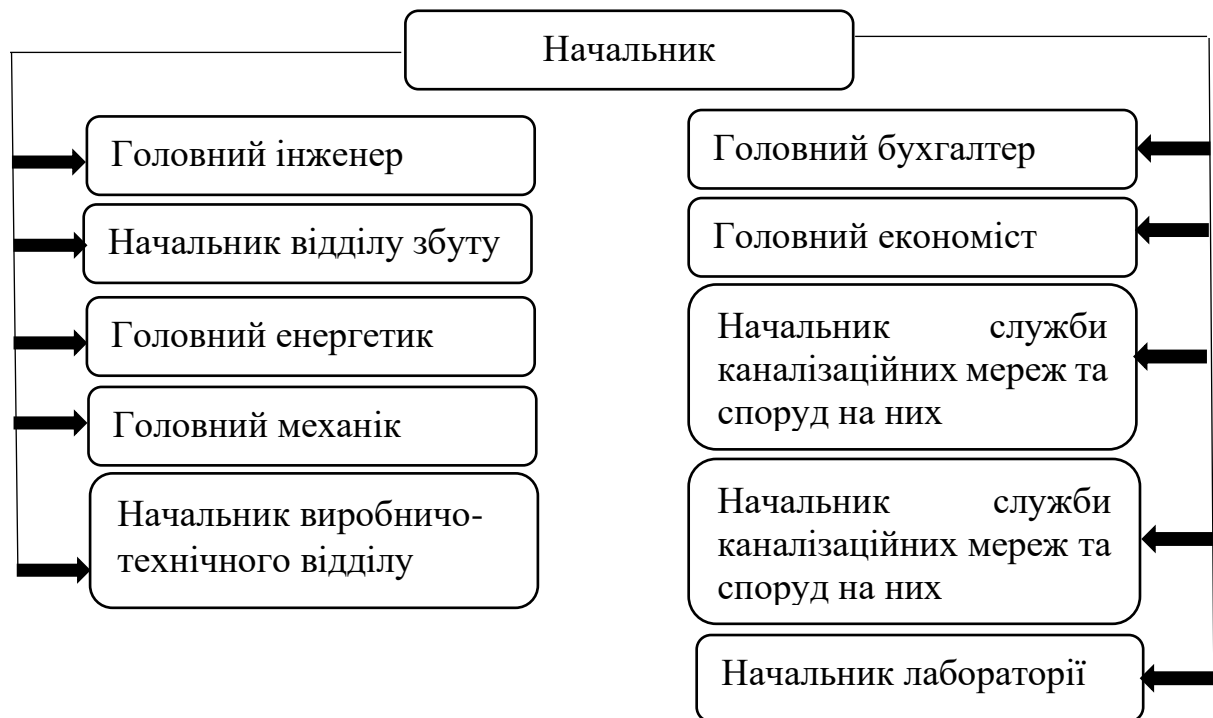 Начальник
Головний інженер
Начальник відділу збуту
Головний енергетик
Головний механік
Начальник виробничо-
технічного відділу
Головний бухгалтер
Головний економіст
Начальник служби
каналізаційних мереж та
споруд на них
Начальник служби
каналізаційних мереж та
споруд на них
Начальник лабораторії